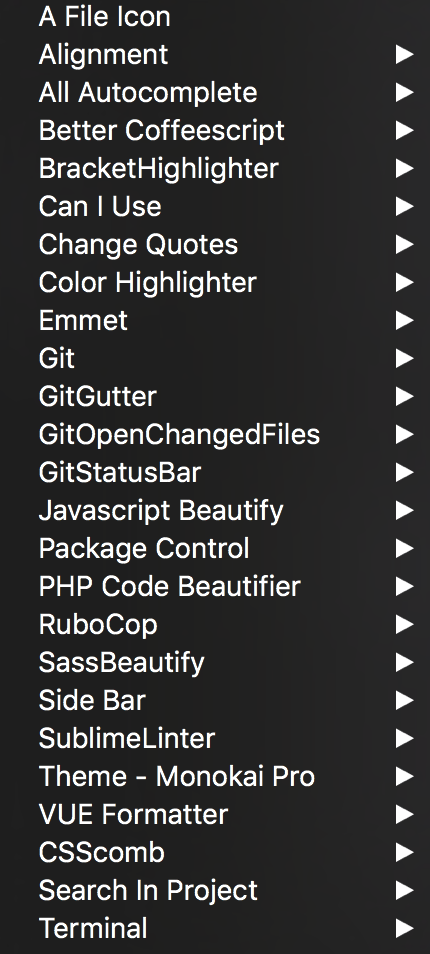 A File Icon
Alignment
All Autocomplete
Better Coffeescript
BracketHighlighter
Can I Use
Change Quotes
Color Highlighter
Emmet
Git
GitGutter
GitOpenChangedFiles
GitStatusBar
Javascript Beautify
Package Control
PHP Code Beautifier
RuboCop
SassBeautify
Side Bar
SublimeLinter
Theme - Monokai Pro
VUE Formatter
CSScomb
Search In Project
Terminal